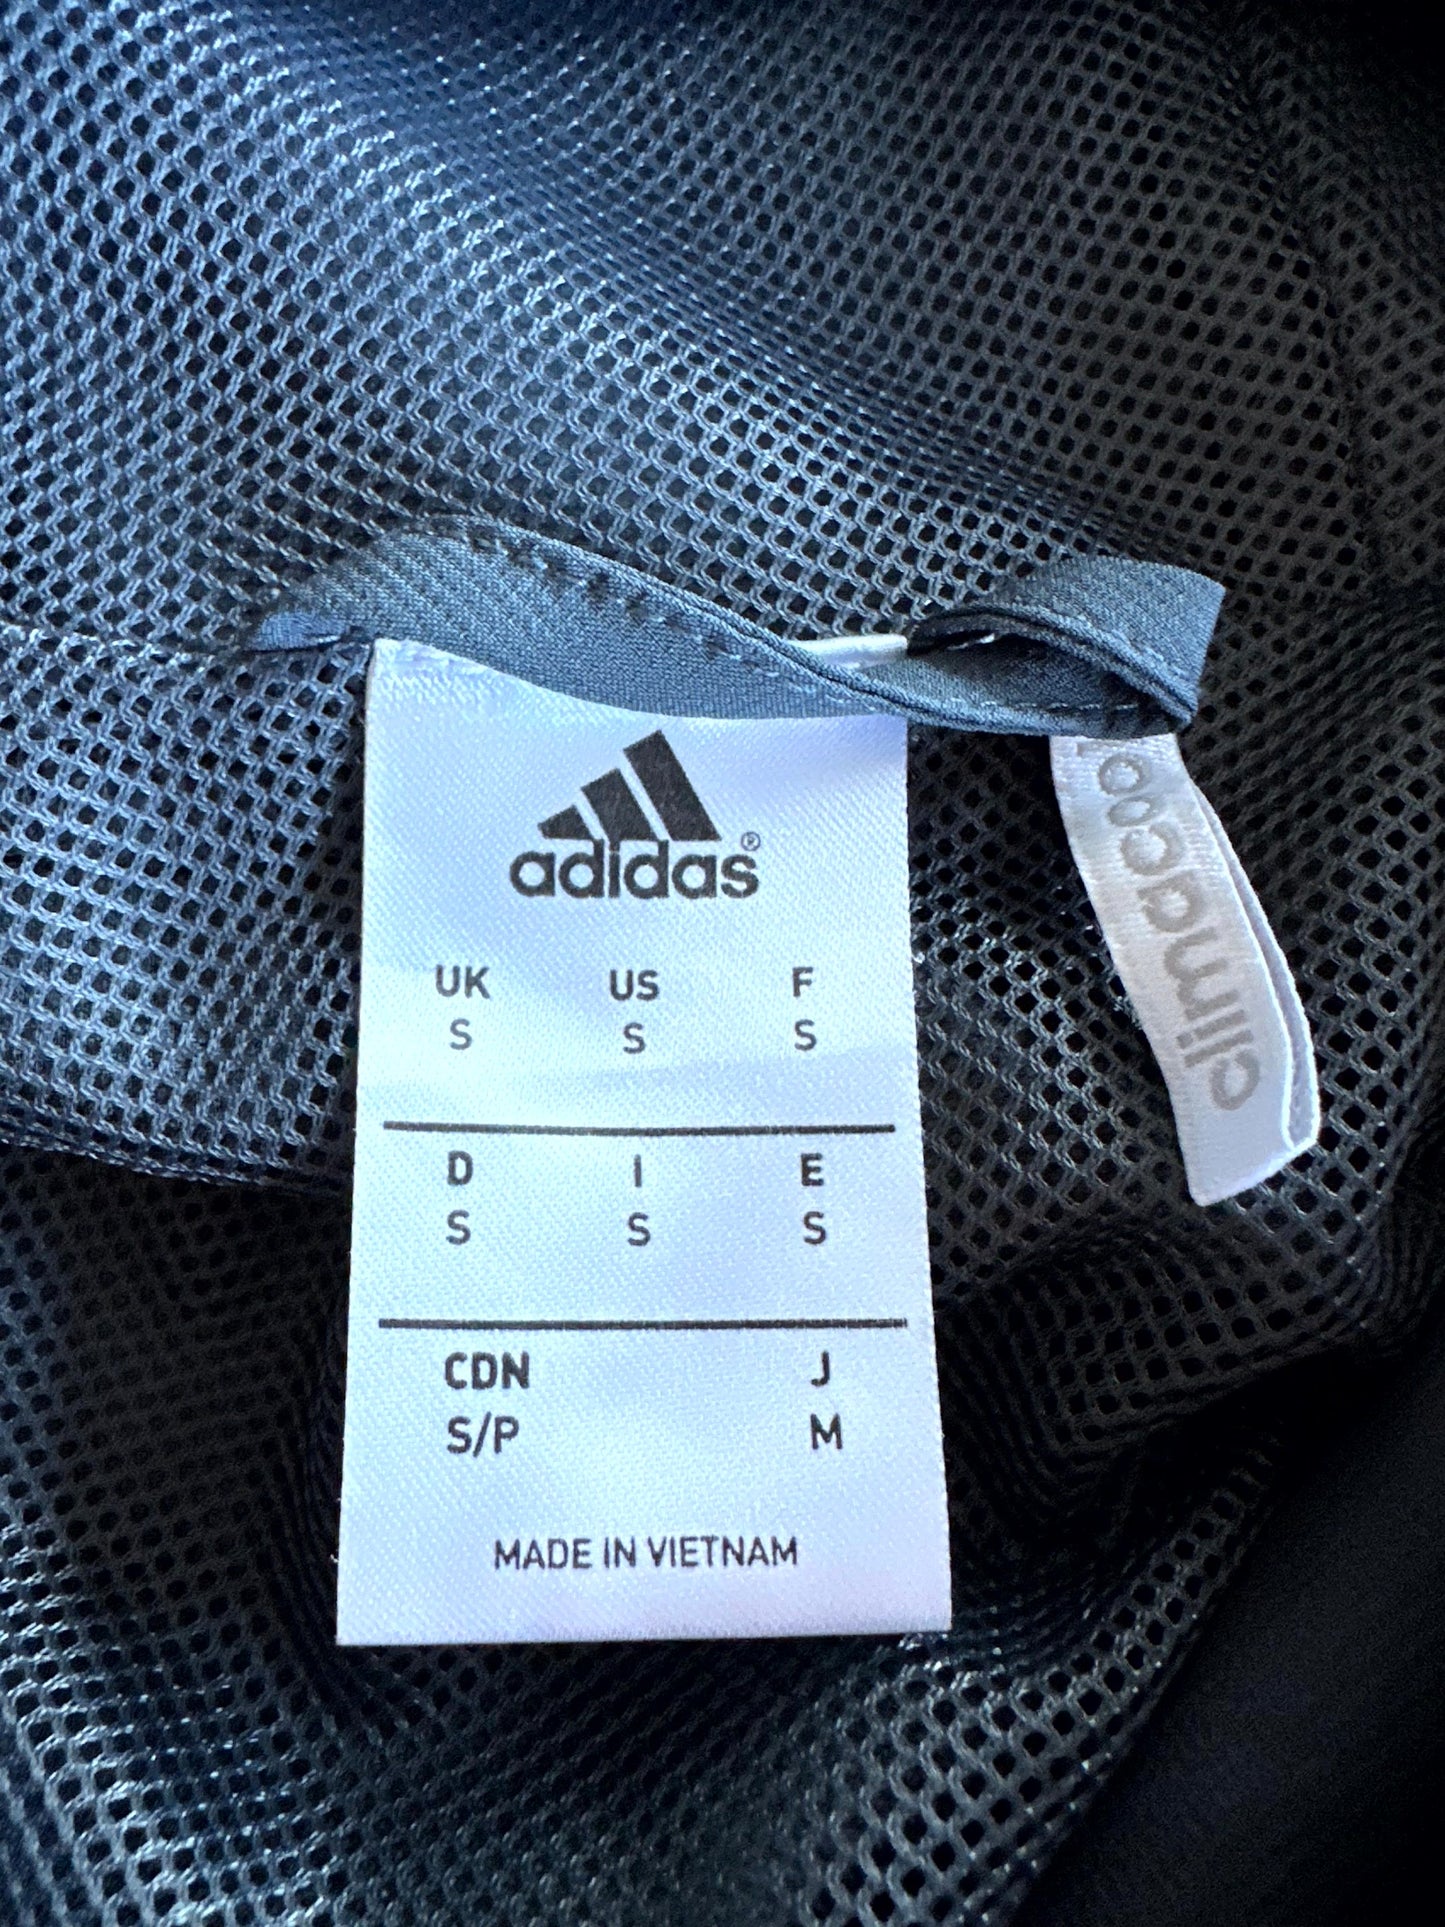 adidas®
UK US F
S S S
D I E
S S S
CDN J
S/P M
MADE IN VIETNAM
climacool